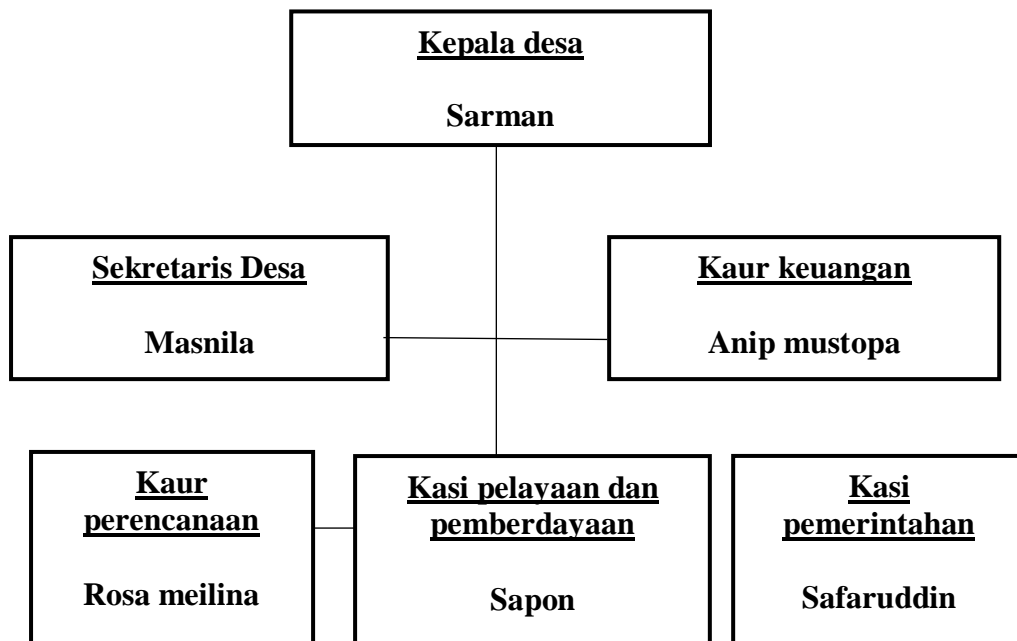 Kepala desa
Sarman
Sekretaris Desa
Masnila
Kaur keuangan
Anip mustopa
Kaur
perencanaan
Rosa meilina
Kasi pelayaan dan
pemberdayaan
Sapon
Kasi
pemerintahan
Safaruddin